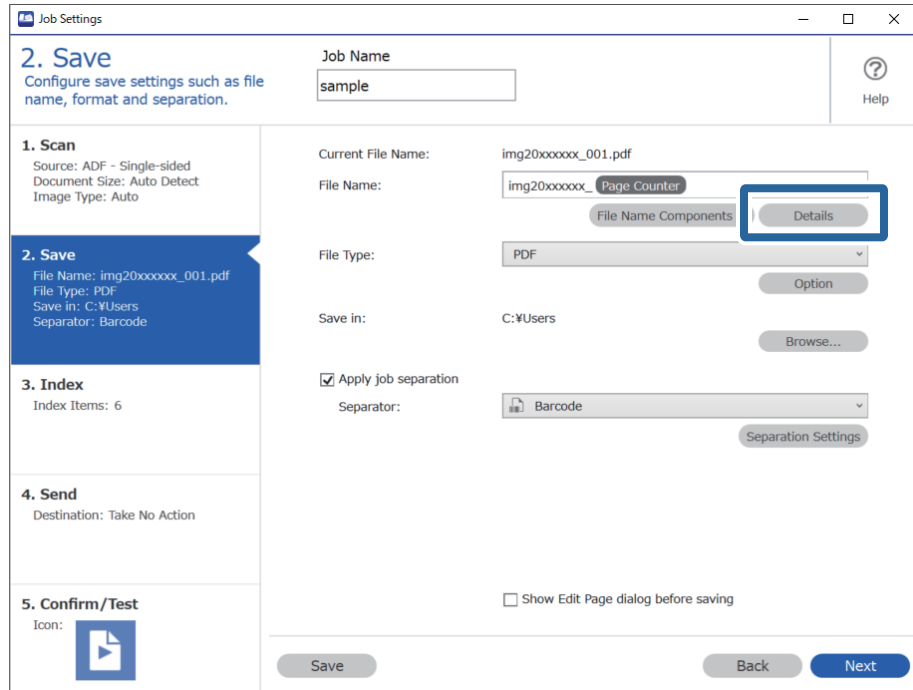 Job Settings
2. Save
Configure save settings such as file
name, format and separation.
Job Name
sample
Help
1. Scan
Source: ADF - Single-sided
Document Size: Auto Detect
Image Type: Auto
2. Save
File Name: img20xxxxxx_001.pdf
File Type: PDF
Save in: C:¥Users
Separator: Barcode
3. Index
Index Items: 6
4. Send
Destination: Take No Action
5. Confirm/Test
Icon:
Current File Name: img20xxxxxx_001.pdf
File Name: img20xxxxxx_ Page Counter
File Name Components Details
File Type: PDF
Option
Save in: C:¥Users
Browse...
Apply job separation
Separator: Barcode
Separation Settings
Show Edit Page dialog before saving
Save Back Next